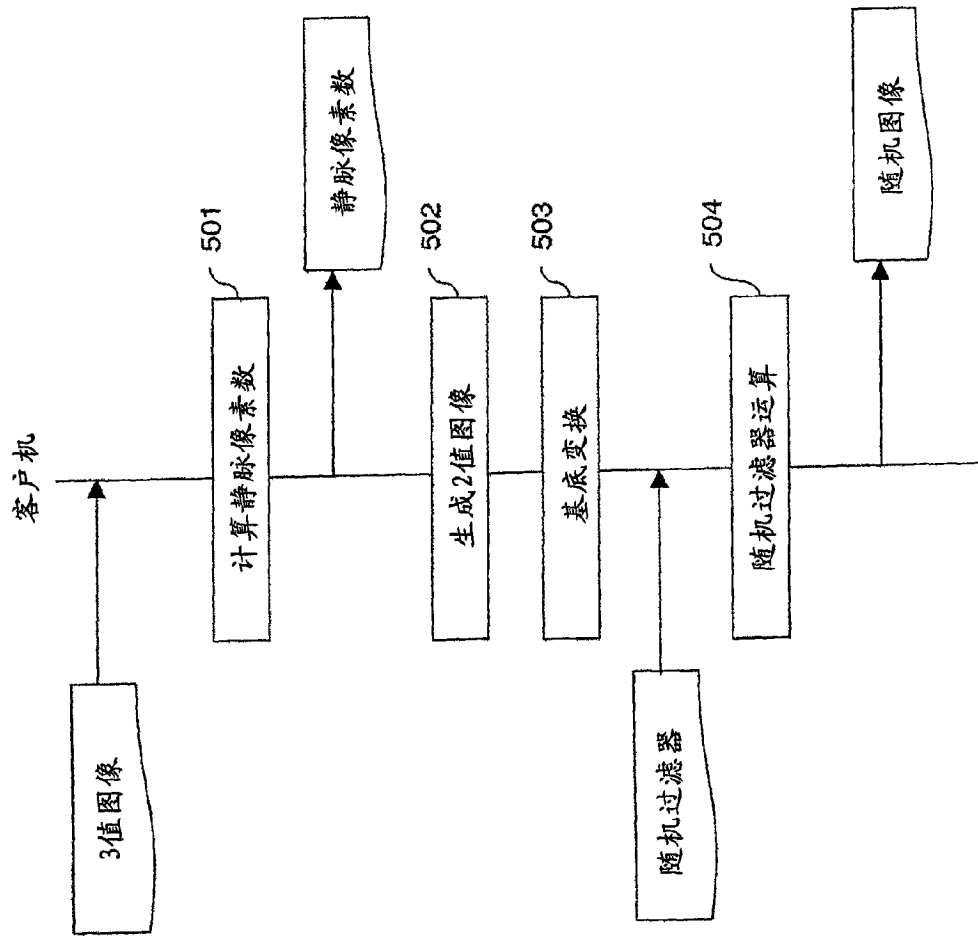 客户机
3值图像
计算静脉像素数
501
静脉像素数
生成2值图像
502
基底变换
503
随机过滤器
随机过滤器运算
504
随机图像